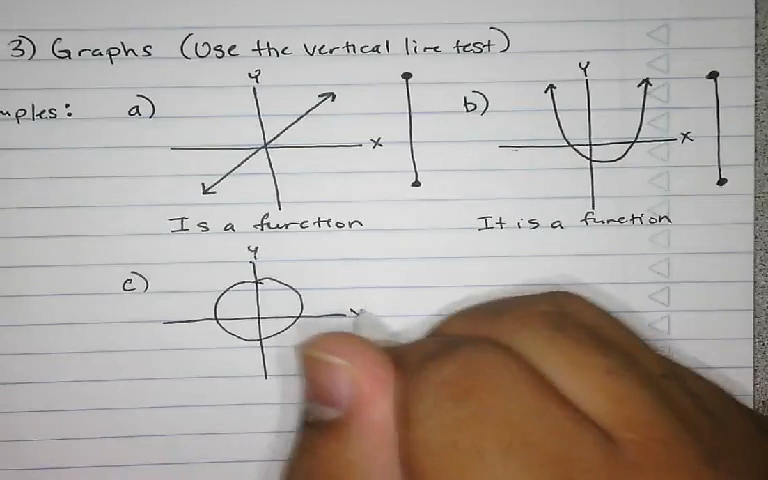 3) Graphs (Use the vertical line test)
mples: a) y x b) y x
Is a function It is a function
c) y